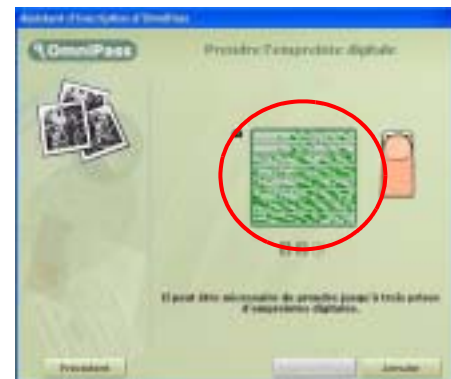 Assistant d'inscription d'OmniPass
OmniPass
Prendre l'empreinte digitale
Il peut être nécessaire de prendre jusqu'à trois prises
d'empreintes digitales.
Précédent
Annuler